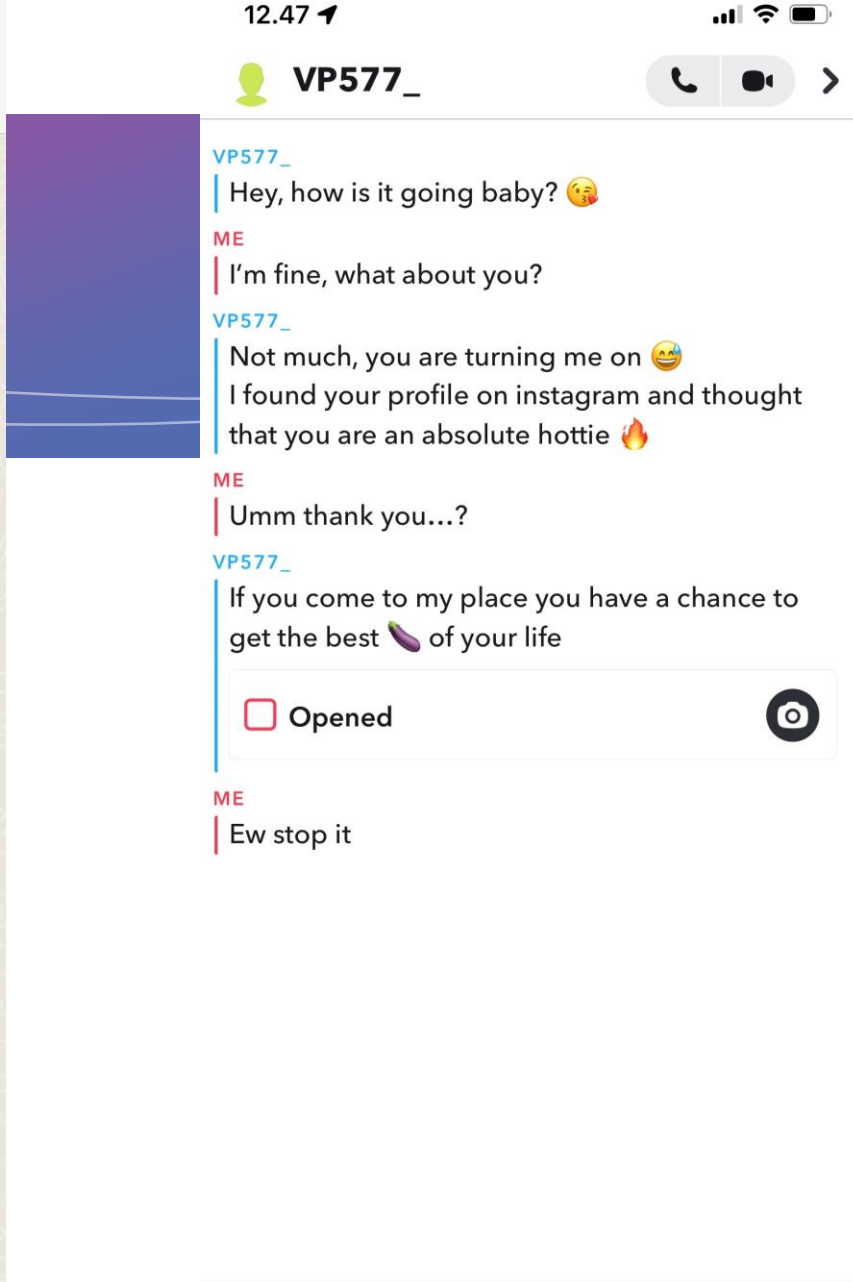 12.47
VP577_
VP577_
Hey, how is it going baby? 😘
ME
I’m fine, what about you?
VP577_
Not much, you are turning me on 😅
I found your profile on instagram and thought
that you are an absolute hottie 🔥
ME
Umm thank you...?
VP577_
If you come to my place you have a chance to
get the best 🍆 of your life
Opened
ME
Ew stop it